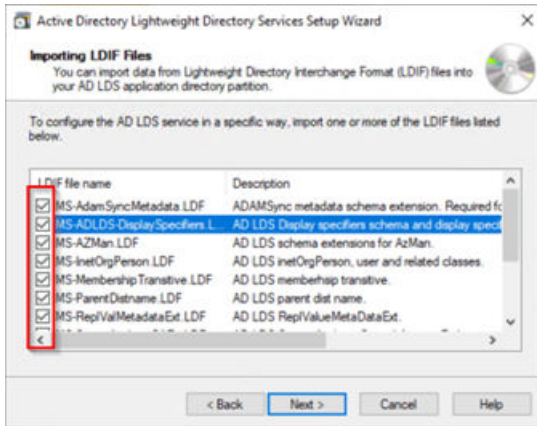 Active Directory Lightweight Directory Services Setup Wizard
Importing LDIF Files
You can import data from Lightweight Directory Interchange Format (LDIF) files into
your AD LDS application directory partition.
To configure the AD LDS service in a specific way, import one or more of the LDIF files listed
below.
LDIF file name Description
MS-AdamSyncMetadata.LDF ADAMSync metadata schema extension. Required fo
MS-ADLDS-DisplaySpecifiers.L... AD LDS Display specifiers schema and display specif
MS-AZMan.LDF AD LDS schema extensions for AzMan.
MS-InetOrgPerson.LDF AD LDS inetOrgPerson, user and related classes.
MS-MembershipTransitive.LDF AD LDS memberhsip transitive.
MS-ParentDistname.LDF AD LDS parent dist name.
MS-ReplValMetadataExt.LDF AD LDS ReplValueMetaDataExt.
< Back Next > Cancel Help